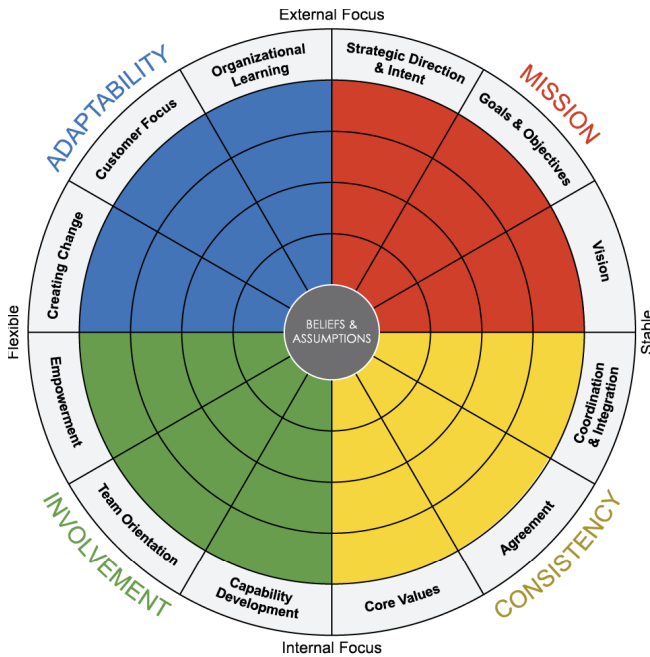 External Focus
ADAPTABILITY
MISSION
Organizational
Learning
Strategic Direction
& Intent
Customer Focus
Goals & Objectives
Creating Change
Vision
Flexible
BELIEFS &
ASSUMPTIONS
Stable
Empowerment
Coordination
& Integration
Team Orientation
Agreement
Capability
Development
Core Values
INVOLVEMENT
CONSISTENCY
Internal Focus